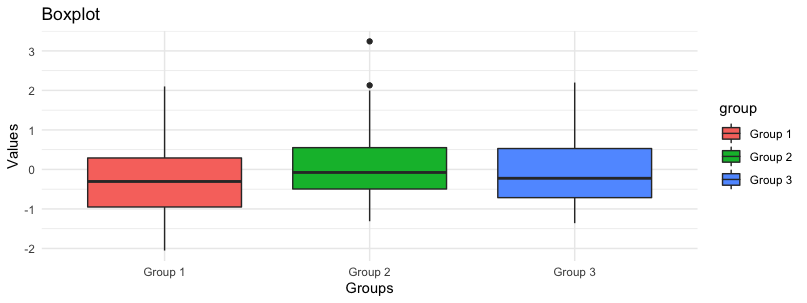 Boxplot
3
2
1
0
-1
-2
Values
Group 1
Group 2
Group 3
Groups
group
Group 1
Group 2
Group 3